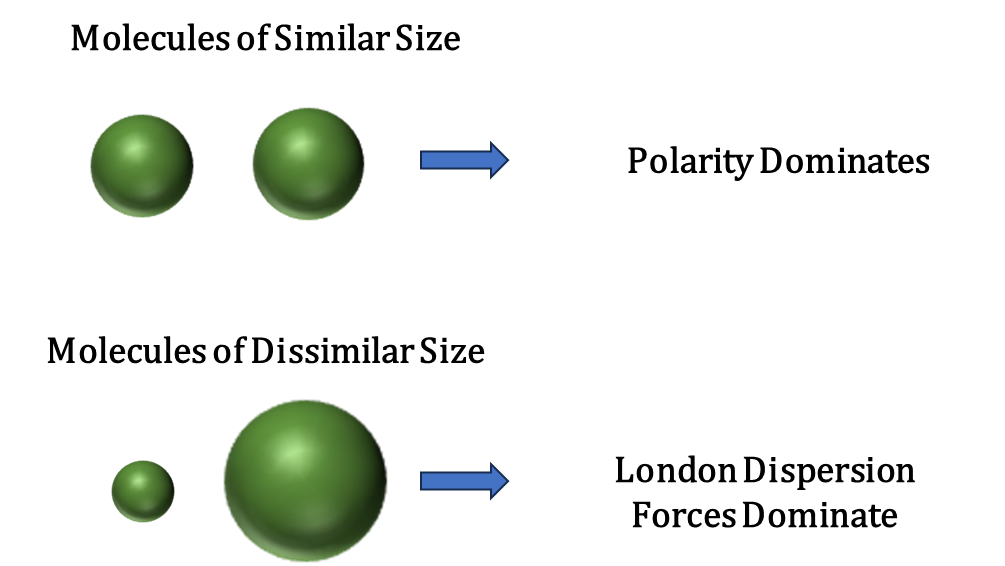 Molecules of Similar Size
Polarity Dominates
Molecules of Dissimilar Size
London Dispersion
Forces Dominate